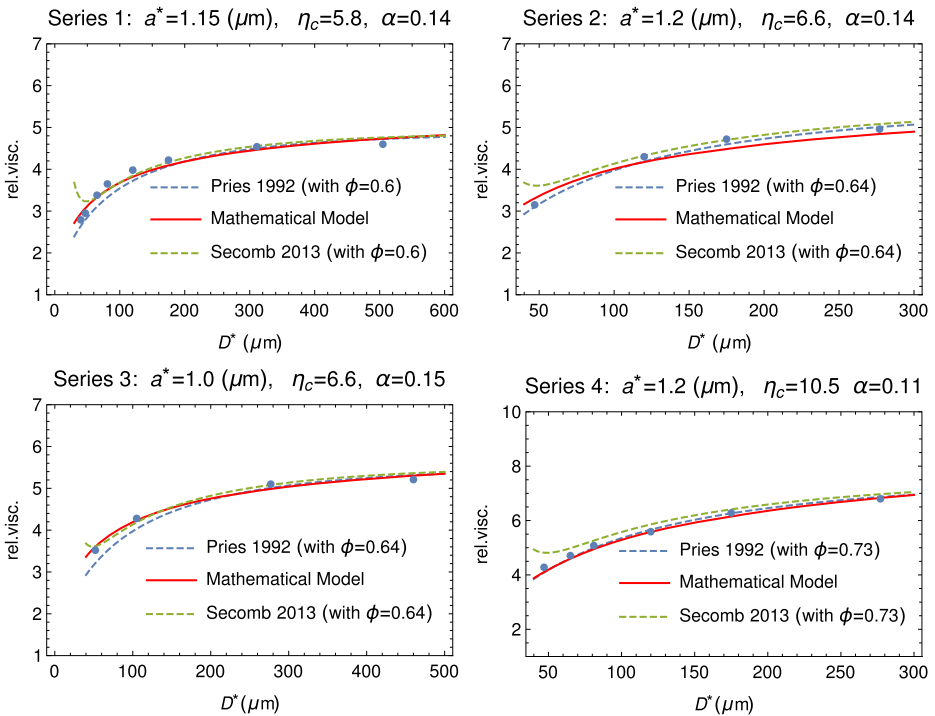 Series 1: a*=1.15 (μm), ηc=5.8, α=0.14
7
6
5
4
3
2
1
rel.visc.
Pries 1992 (with ϕ=0.6)
Mathematical Model
Secomb 2013 (with ϕ=0.6)
0 100 200 300 400 500 600
D* (μm)
Series 2: a*=1.2 (μm), ηc=6.6, α=0.14
7
6
5
4
3
2
1
rel.visc.
Pries 1992 (with ϕ=0.64)
Mathematical Model
Secomb 2013 (with ϕ=0.64)
50 100 150 200 250 300
D* (μm)
Series 3: a*=1.0 (μm), ηc=6.6, α=0.15
7
6
5
4
3
2
1
rel.visc.
Pries 1992 (with ϕ=0.64)
Mathematical Model
Secomb 2013 (with ϕ=0.64)
0 100 200 300 400 500
D* (μm)
Series 4: a*=1.2 (μm), ηc=10.5 α=0.11
10
8
6
4
2
rel.visc.
Pries 1992 (with ϕ=0.73)
Mathematical Model
Secomb 2013 (with ϕ=0.73)
50 100 150 200 250 300
D* (μm)